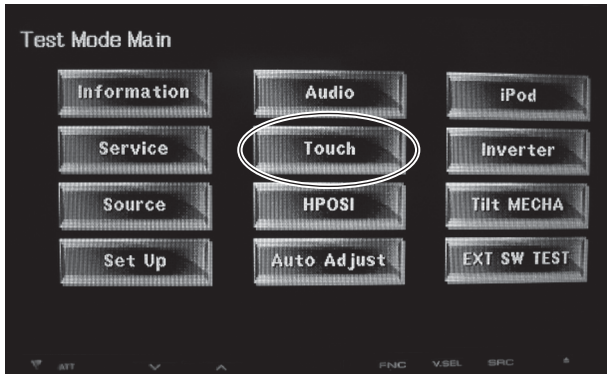 Test Mode Main
Information Audio iPod
Service Touch Inverter
Source HPOSI Tilt MECHA
Set Up Auto Adjust EXT SW TEST
ATT FNC V.SEL SRC